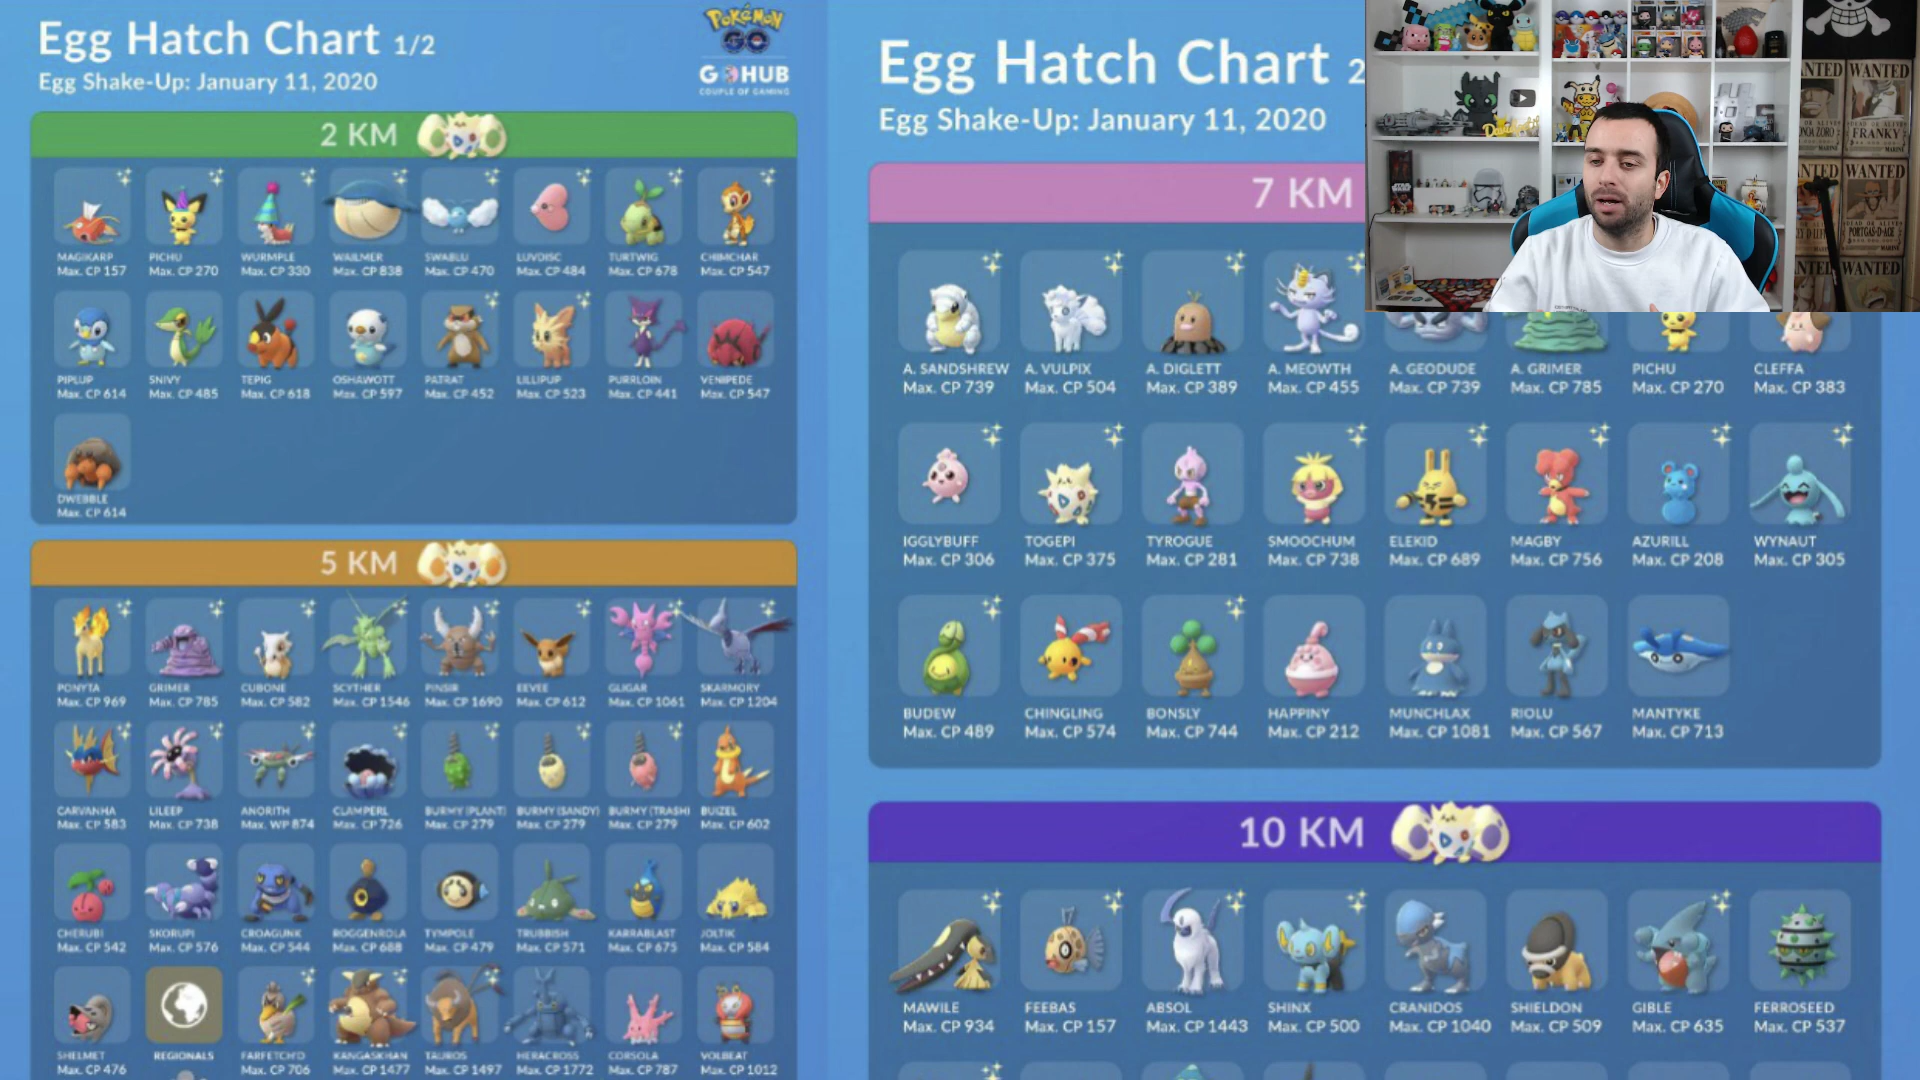 Egg Hatch Chart 1/2
Egg Shake-Up: January 11, 2020
POKéMON
GO
GOHUB
COUPLE OF GAMING
2 KM
MAGIKARP PICHU WURMPLE WAILMER SWABLU LUVDISC TURTWIG CHIMCHAR
Max. CP 157 Max. CP 270 Max. CP 330 Max. CP 838 Max. CP 470 Max. CP 484 Max. CP 678 Max. CP 547
PIPLUP SNIVY TEPIG OSHAWOTT PATRAT LILLIPUP PURRLOIN VENIPEDE
Max. CP 614 Max. CP 485 Max. CP 618 Max. CP 597 Max. CP 452 Max. CP 523 Max. CP 441 Max. CP 547
DWEBBLE
Max. CP 614
5 KM
PONYTA GRIMER CUBONE SCYTHER PINSIR EEVEE GLIGAR SKARMORY
Max. CP 969 Max. CP 785 Max. CP 582 Max. CP 1546 Max. CP 1690 Max. CP 612 Max. CP 1061 Max. CP 1204
CARVANHA LILEEP ANORITH CLAMPERL BURMY (PLANT) BURMY (SANDY) BURMY (TRASH) BUIZEL
Max. CP 583 Max. CP 738 Max. WP 874 Max. CP 726 Max. CP 279 Max. CP 279 Max. CP 279 Max. CP 602
CHERUBI SKORUPI CROAGUNK ROGGENROLA TYMPOLE TRUBBISH KARRABLAST JOLTIK
Max. CP 542 Max. CP 576 Max. CP 544 Max. CP 688 Max. CP 479 Max. CP 571 Max. CP 675 Max. CP 584
SHELMET REGIONALS FARFETCH'D KANGASKHAN TAUROS HERACROSS CORSOLA VOLBEAT
Max. CP 476 Max. CP 706 Max. CP 1477 Max. CP 1497 Max. CP 1772 Max. CP 787 Max. CP 1012
Egg Hatch Chart 2
Egg Shake-Up: January 11, 2020
7 KM
A. SANDSHREW A. VULPIX A. DIGLETT A. MEOWTH A. GEODUDE A. GRIMER PICHU CLEFFA
Max. CP 739 Max. CP 504 Max. CP 389 Max. CP 455 Max. CP 739 Max. CP 785 Max. CP 270 Max. CP 383
IGGLYBUFF TOGEPI TYROGUE SMOOCHUM ELEKID MAGBY AZURILL WYNAUT
Max. CP 306 Max. CP 375 Max. CP 281 Max. CP 738 Max. CP 689 Max. CP 756 Max. CP 208 Max. CP 305
BUDEW CHINGLING BONSLY HAPPINY MUNCHLAX RIOLU MANTYKE
Max. CP 489 Max. CP 574 Max. CP 744 Max. CP 212 Max. CP 1081 Max. CP 567 Max. CP 713
10 KM
MAWILE FEEBAS ABSOL SHINX CRANIDOS SHIELDON GIBLE FERROSEED
Max. CP 934 Max. CP 157 Max. CP 1443 Max. CP 500 Max. CP 1040 Max. CP 509 Max. CP 635 Max. CP 537
NTED WANTED
FRANKY
NTED WANTED
PORTGAS·D·ACE
WANTED